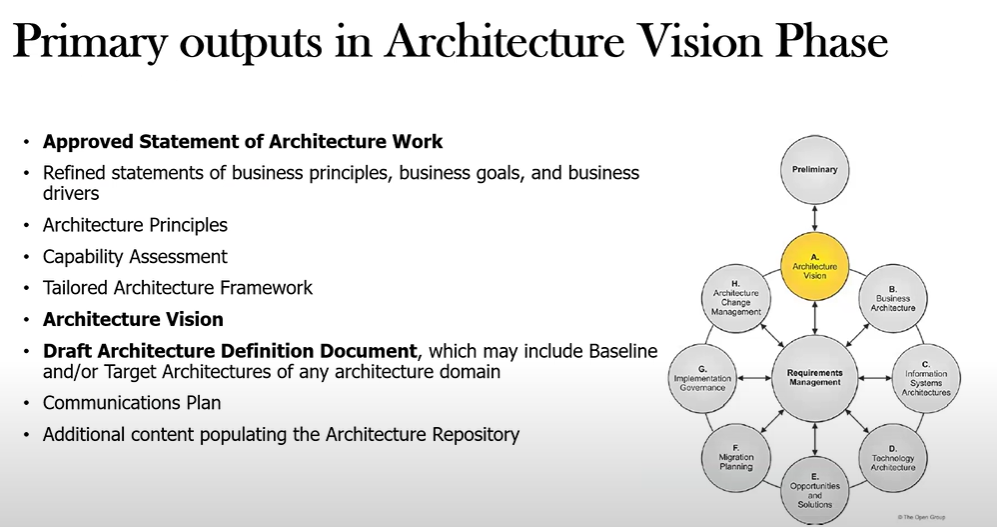 Primary outputs in Architecture Vision Phase
• Approved Statement of Architecture Work
• Refined statements of business principles, business goals, and business
drivers
• Architecture Principles
• Capability Assessment
• Tailored Architecture Framework
• Architecture Vision
• Draft Architecture Definition Document, which may include Baseline
and/or Target Architectures of any architecture domain
• Communications Plan
• Additional content populating the Architecture Repository
Preliminary
A.
Architecture
Vision
B.
Business
Architecture
C.
Information
Systems
Architectures
D.
Technology
Architecture
E.
Opportunities
and
Solutions
F.
Migration
Planning
G.
Implementation
Governance
H.
Architecture
Change
Management
Requirements
Management
© The Open Group